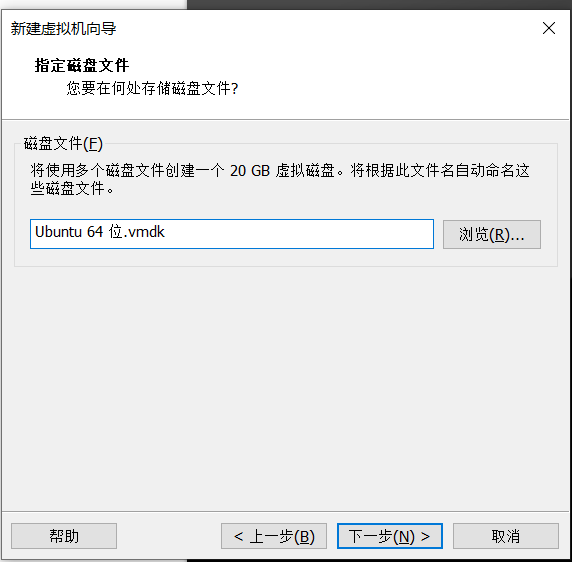 新建虚拟机向导
指定磁盘文件
您要在何处存储磁盘文件?
磁盘文件(F)
将使用多个磁盘文件创建一个 20 GB 虚拟磁盘。将根据此文件名自动命名这
些磁盘文件。
Ubuntu 64 位.vmdk
浏览(R)...
帮助
< 上一步(B)
下一步(N) >
取消